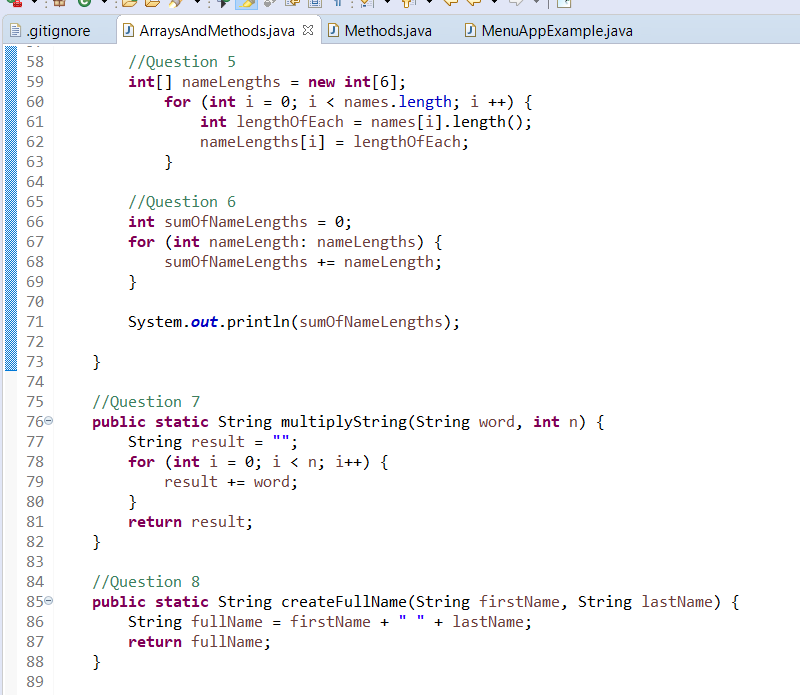 .gitignore ArraysAndMethods.java Methods.java MenuAppExample.java
58 //Question 5
59 int[] nameLengths = new int[6];
60 for (int i = 0; i < names.length; i ++) {
61 int lengthOfEach = names[i].length();
62 nameLengths[i] = lengthOfEach;
63 }
64
65 //Question 6
66 int sumOfNameLengths = 0;
67 for (int nameLength: nameLengths) {
68 sumOfNameLengths += nameLength;
69 }
70
71 System.out.println(sumOfNameLengths);
72
73 }
74
75 //Question 7
76 public static String multiplyString(String word, int n) {
77 String result = "";
78 for (int i = 0; i < n; i++) {
79 result += word;
80 }
81 return result;
82 }
83
84 //Question 8
85 public static String createFullName(String firstName, String lastName) {
86 String fullName = firstName + " " + lastName;
87 return fullName;
88 }
89